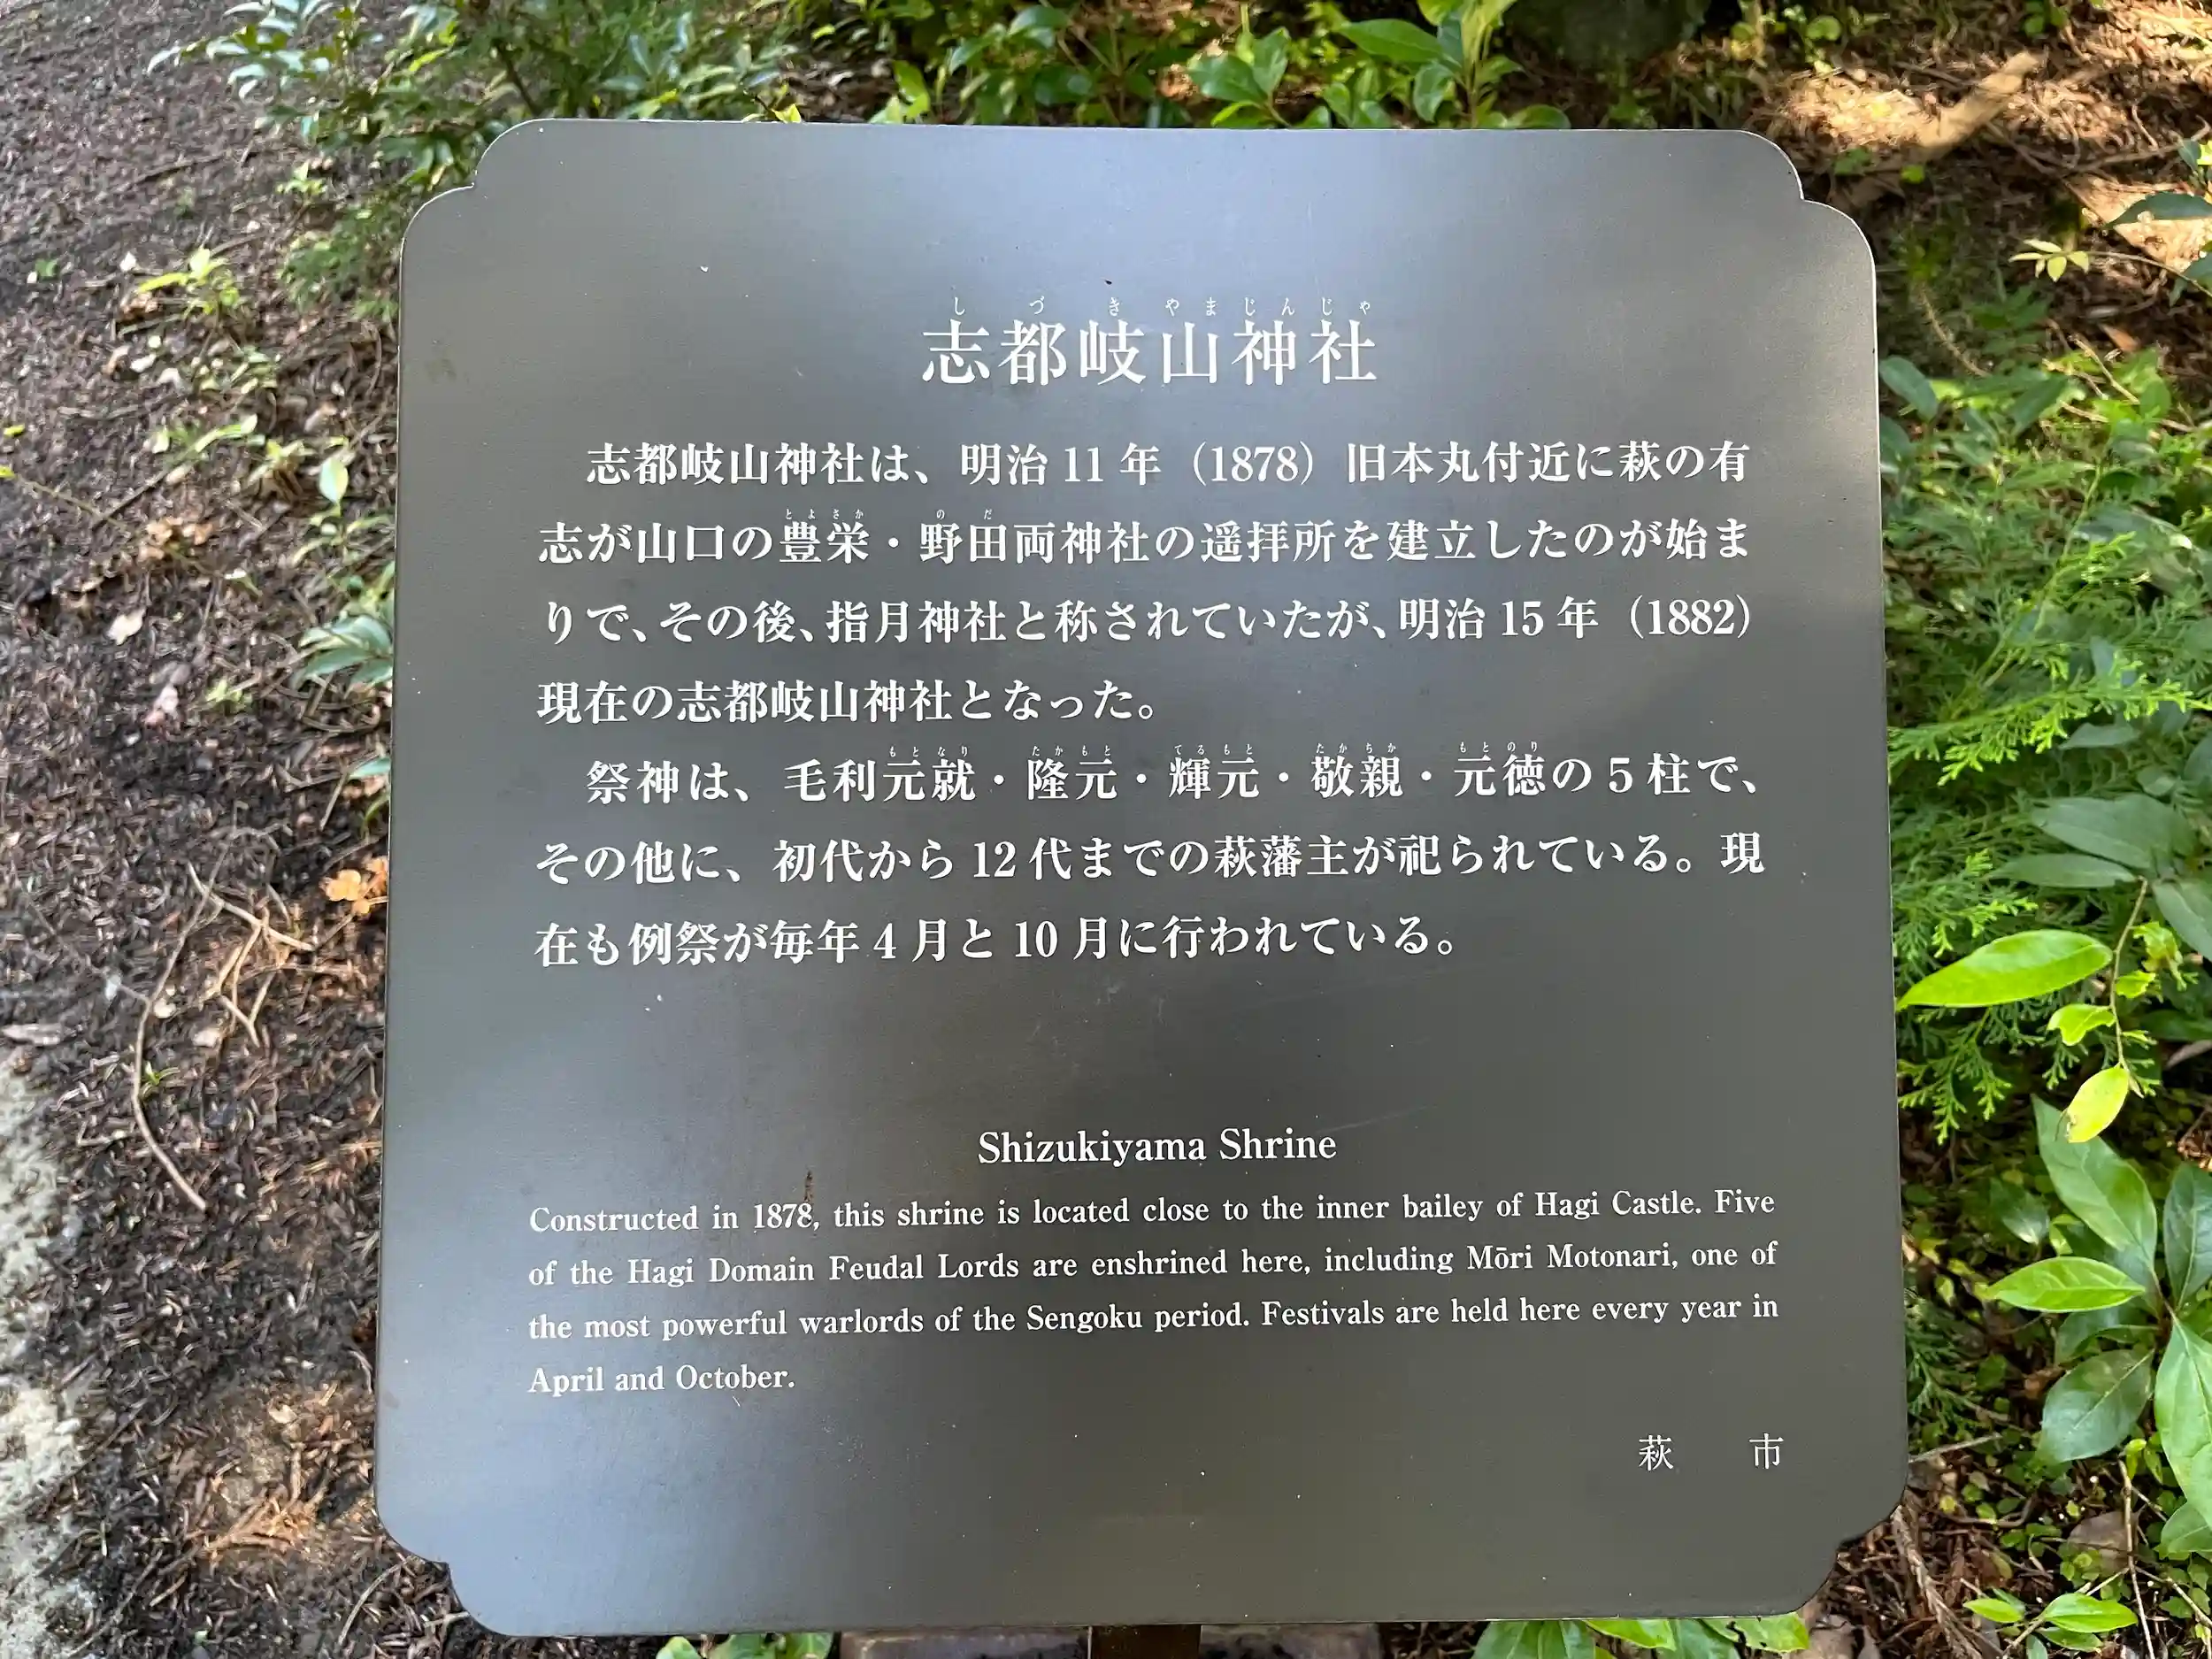 しづきやまじんじゃ
志都岐山神社
志都岐山神社は、明治11年（1878）旧本丸付近に萩の有
とよさか のだ
志が山口の豊栄・野田両神社の遥拝所を建立したのが始ま
りで、その後、指月神社と称されていたが、明治15年（1882）
現在の志都岐山神社となった。
もとなり たかもと てるもと たかちか もとのり
祭神は、毛利元就・隆元・輝元・敬親・元徳の5柱で、
その他に、初代から12代までの萩藩主が祀られている。現
在も例祭が毎年4月と10月に行われている。
Shizukiyama Shrine
Constructed in 1878, this shrine is located close to the inner bailey of Hagi Castle. Five
of the Hagi Domain Feudal Lords are enshrined here, including Mōri Motonari, one of
the most powerful warlords of the Sengoku period. Festivals are held here every year in
April and October.
萩 市